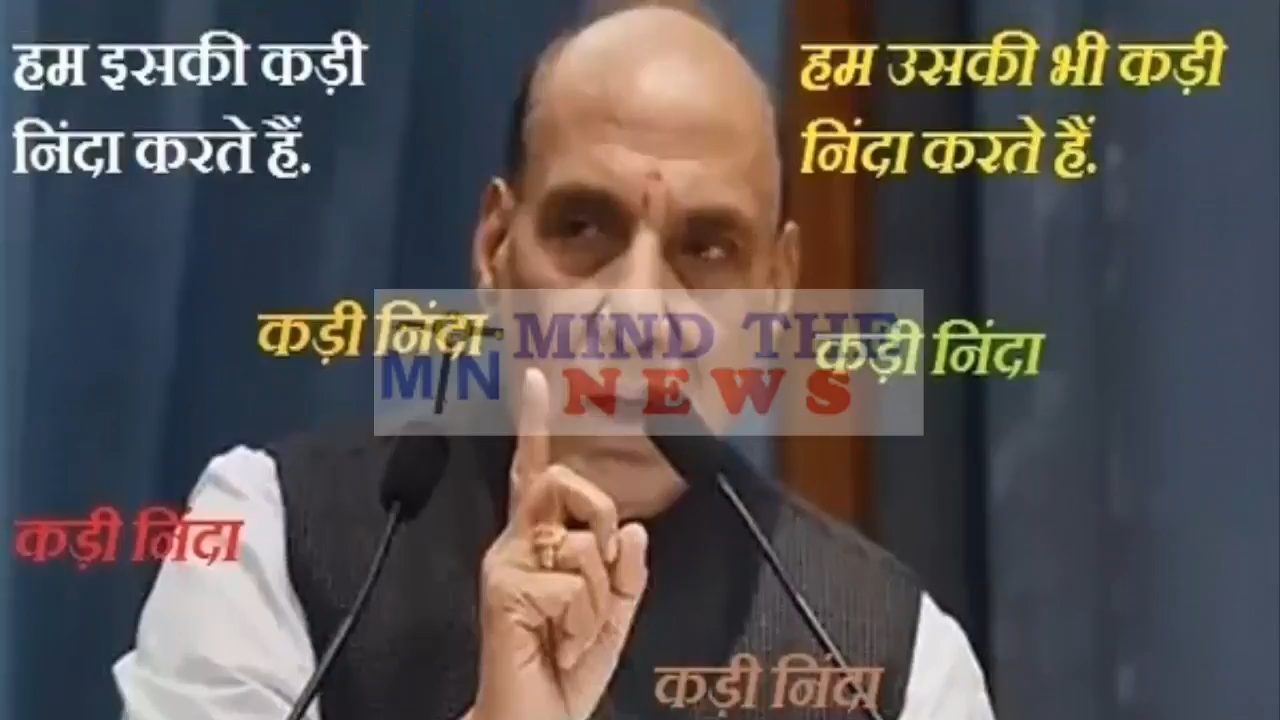 हम इसकी कड़ी
निंदा करते हैं.
हम उसकी भी कड़ी
निंदा करते हैं.
कड़ी निंदा
MN MIND THE
NEWS
कड़ी निंदा
कड़ी निंदा
कड़ी निंदा